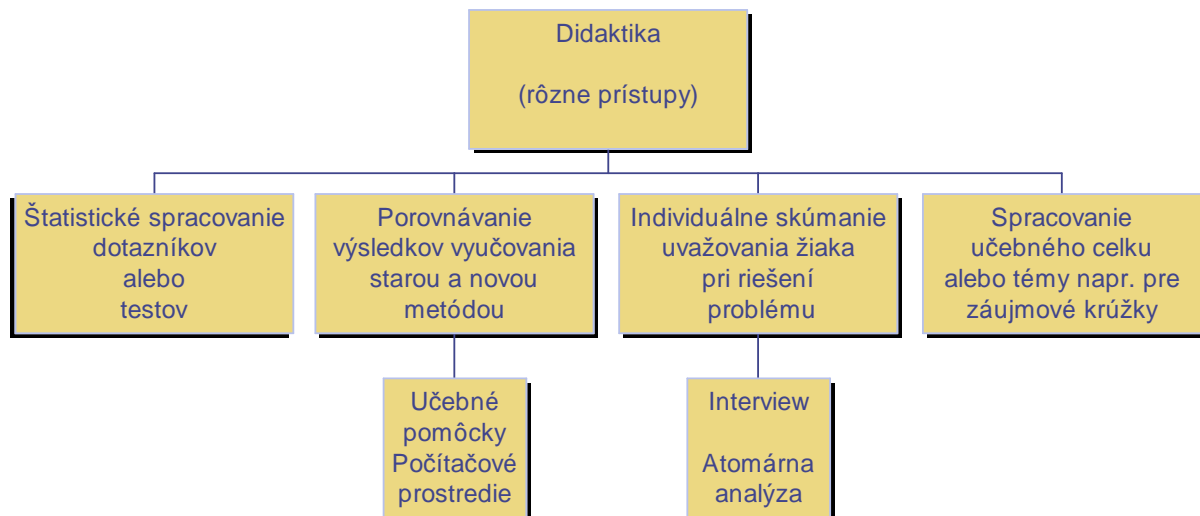 Didaktika
(rôzne prístupy)
Štatistické spracovanie
dotazníkov
alebo
testov
Porovnávanie
výsledkov vyučovania
starou a novou
metódou
Individuálne skúmanie
uvažovania žiaka
pri riešení
problému
Spracovanie
učebného celku
alebo témy napr. pre
záujmové krúžky
Učebné
pomôcky
Počítačové
prostredie
Interview
Atomárna
analýza